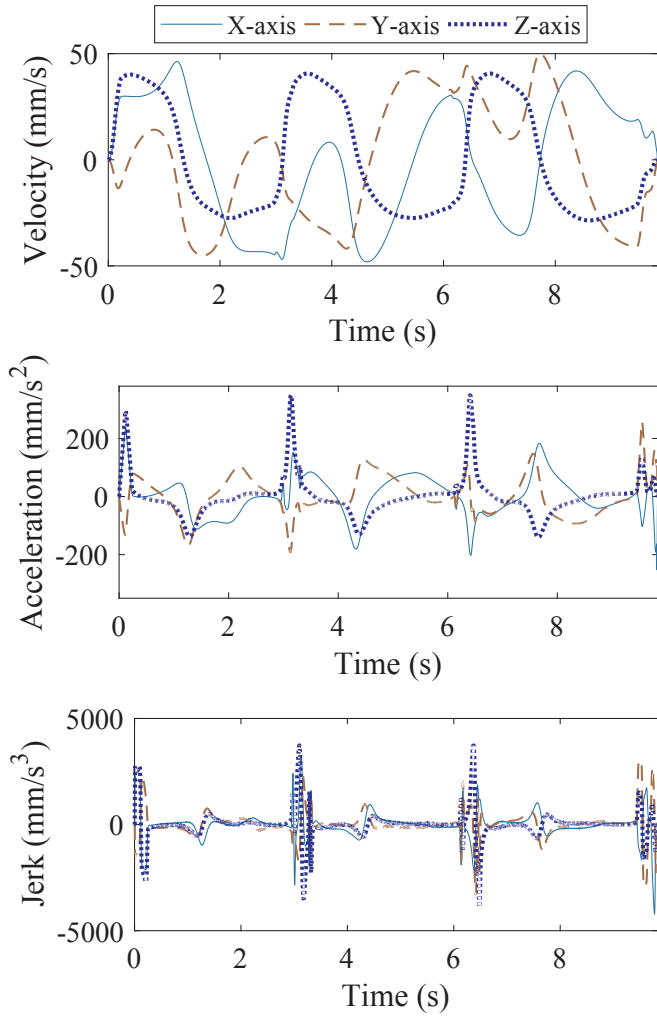 X-axis Y-axis Z-axis
50
0
-50
Velocity (mm/s)
0 2 4 6 8
Time (s)
200
0
-200
Acceleration (mm/s²)
0 2 4 6 8
Time (s)
5000
0
-5000
Jerk (mm/s³)
0 2 4 6 8
Time (s)